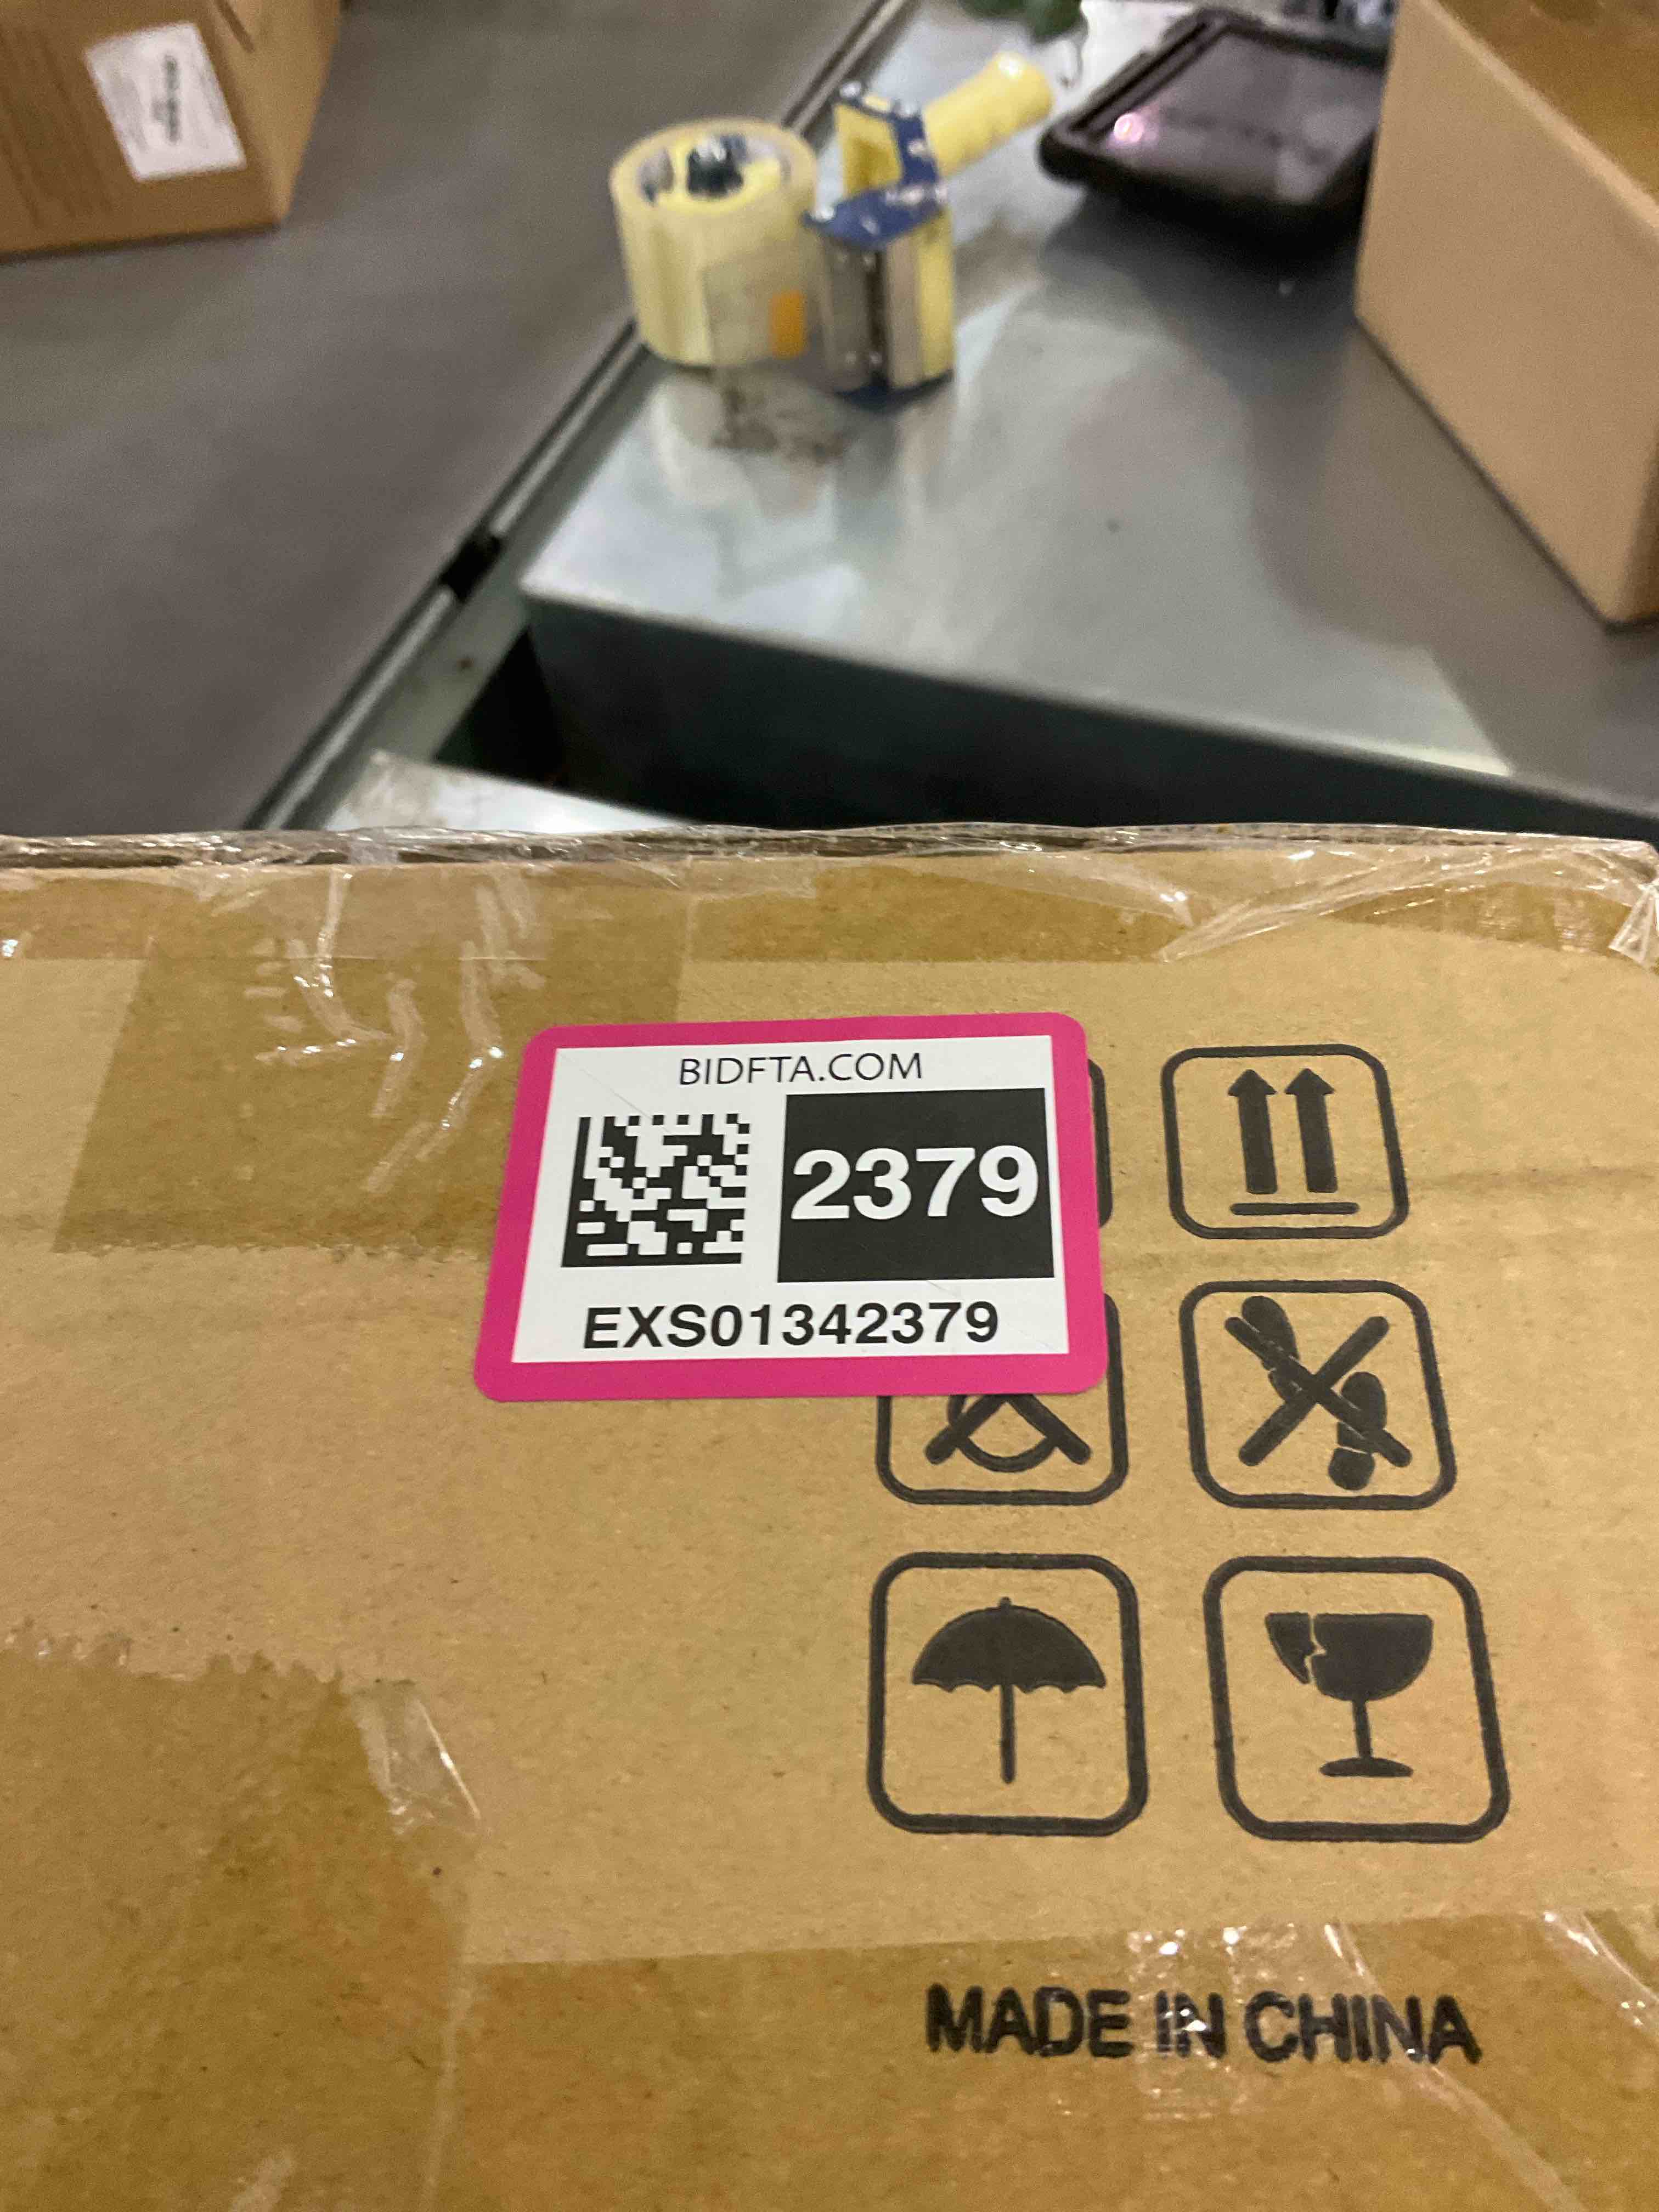 BIDFTA.COM
2379
EXS01342379
MADE IN CHINA